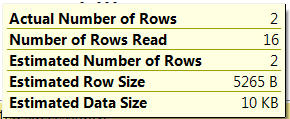 Actual Number of Rows 2
Number of Rows Read 16
Estimated Number of Rows 2
Estimated Row Size 5265 B
Estimated Data Size 10 KB